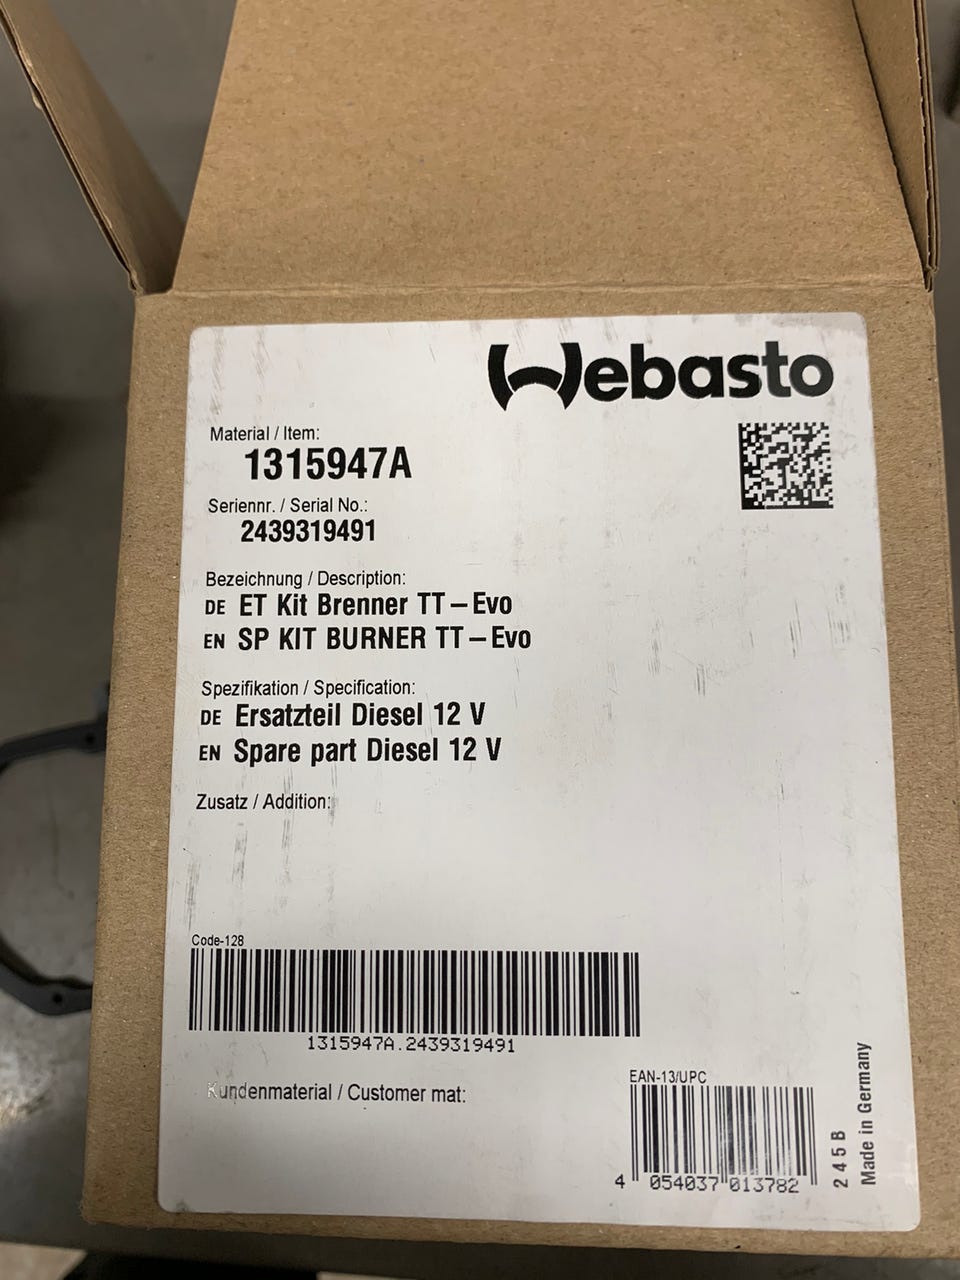 Webasto
Material / Item:
1315947A
Seriennr. / Serial No.:
2439319491
Bezeichnung / Description:
DE ET Kit Brenner TT – Evo
EN SP KIT BURNER TT – Evo
Spezifikation / Specification:
DE Ersatzteil Diesel 12 V
EN Spare part Diesel 12 V
Zusatz / Addition:
Code-128
1315947A.2439319491
Kundenmaterial / Customer mat:
EAN-13/UPC
4 054037 013782
245B
Made in Germany